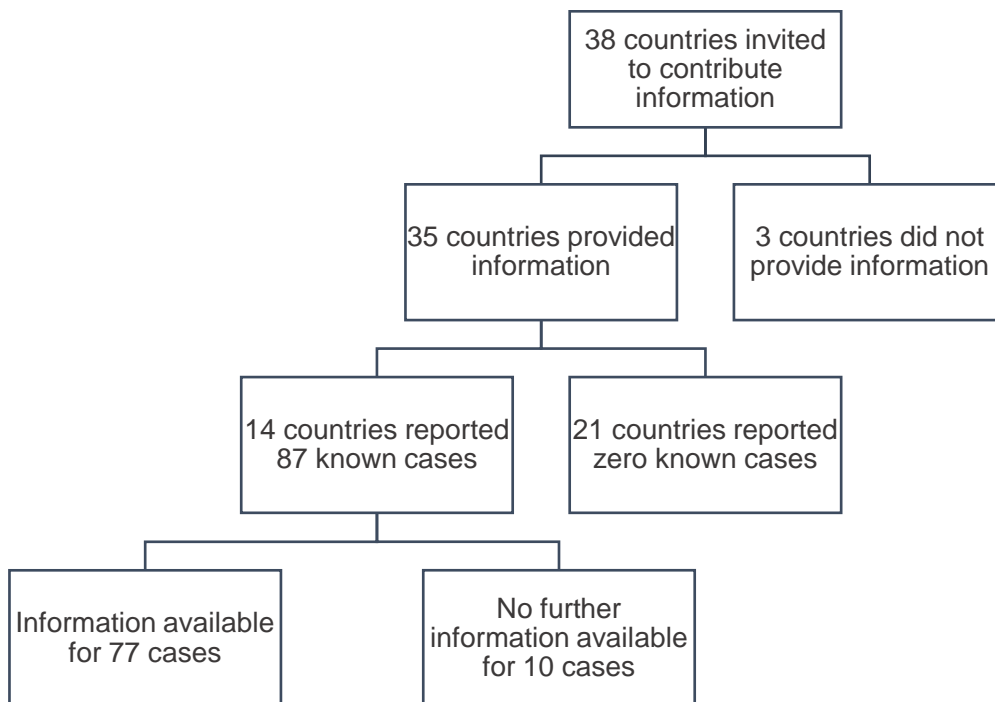 38 countries invited
to contribute
information
35 countries provided
information
3 countries did not
provide information
14 countries reported
87 known cases
21 countries reported
zero known cases
Information available
for 77 cases
No further
information available
for 10 cases